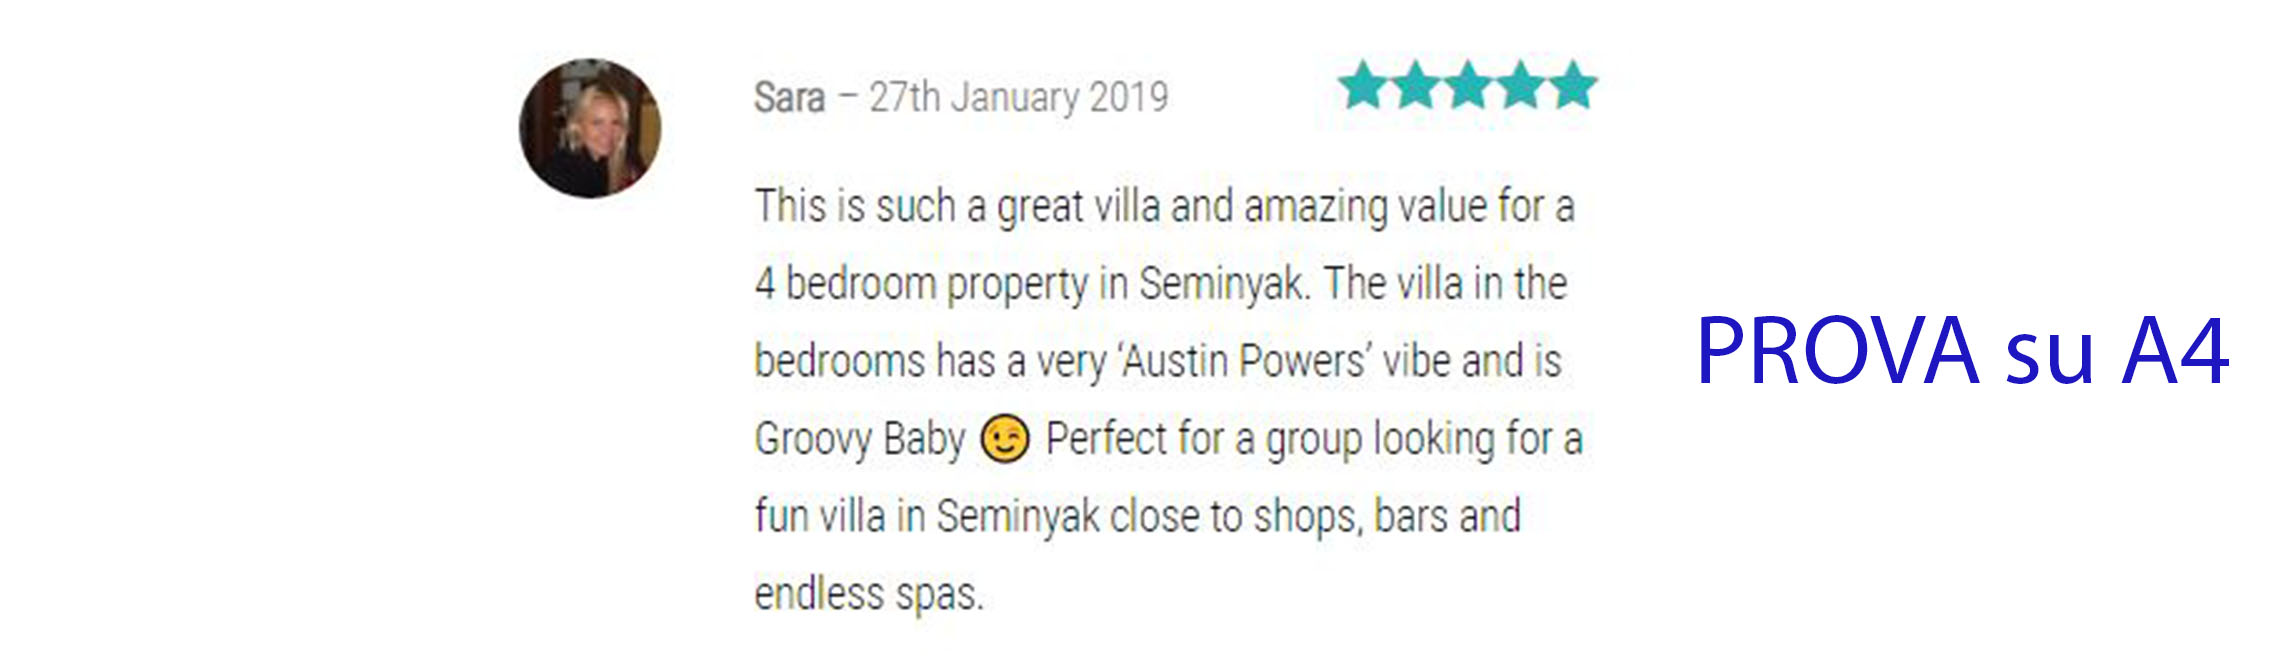 Sara – 27th January 2019
This is such a great villa and amazing value for a
4 bedroom property in Seminyak. The villa in the
bedrooms has a very ‘Austin Powers’ vibe and is
Groovy Baby 😉 Perfect for a group looking for a
fun villa in Seminyak close to shops, bars and
endless spas.
PROVA su A4